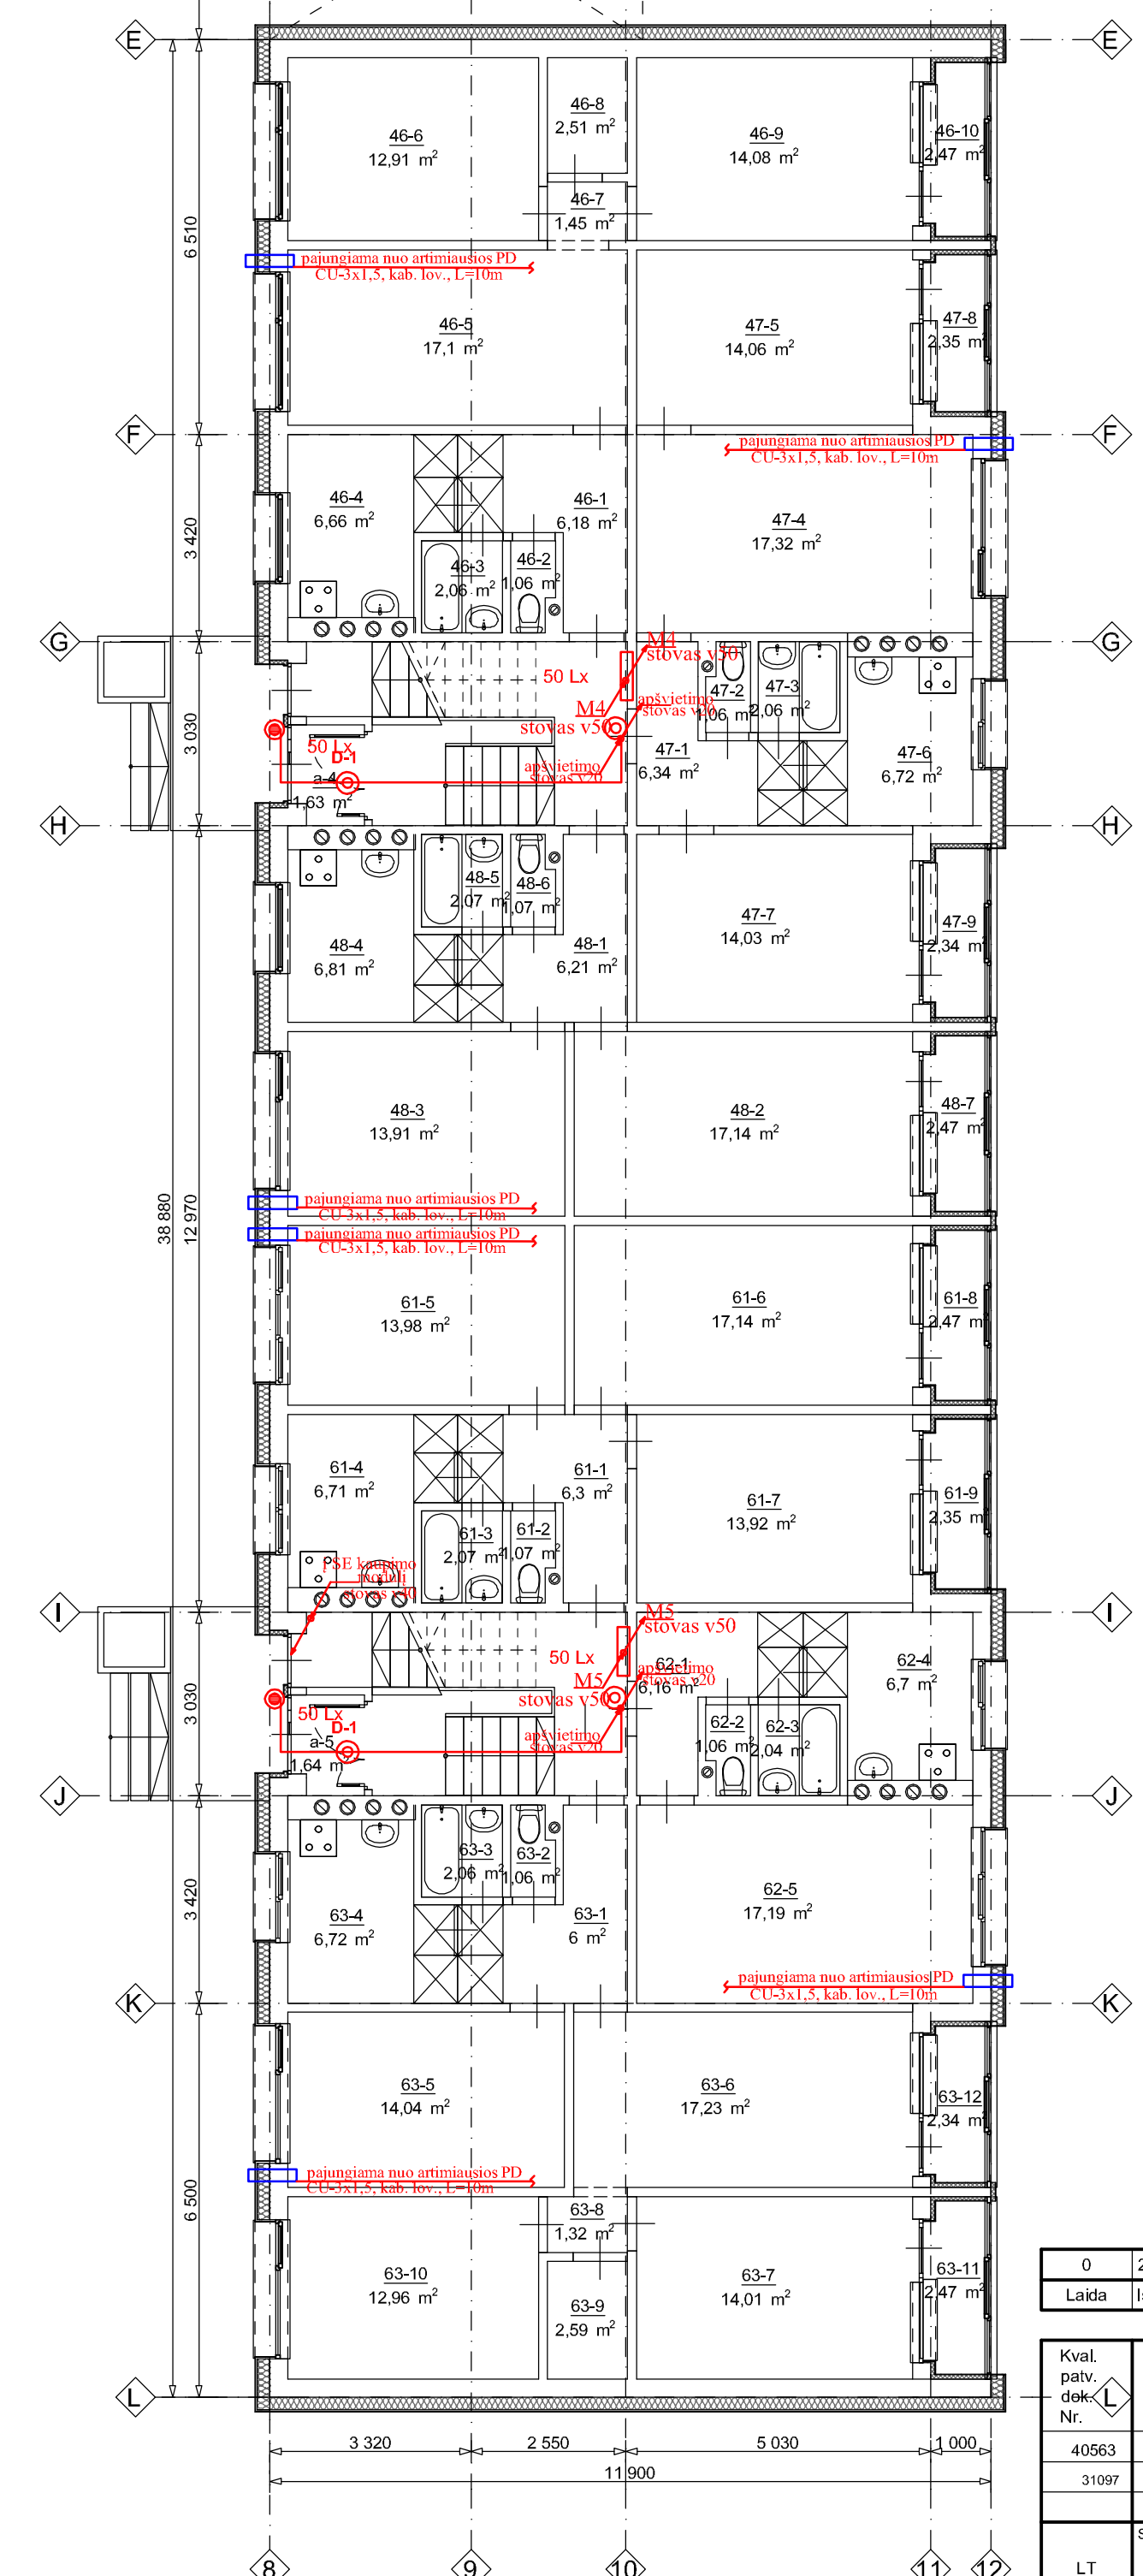 E
E
46-8
2,51 m²
46-6
12,91 m²
46-9
14,08 m²
46-10
2,47 m²
46-7
1,45 m²
6 510
pajungiama nuo artimiausios PD
CU-3x1,5, kab. lov., L=10m
46-5
17,1 m²
47-5
14,06 m²
47-8
2,35 m²
F
F
pajungiama nuo artimiausios PD
CU-3x1,5, kab. lov., L=10m
46-4
6,66 m²
46-1
6,18 m²
47-4
17,32 m²
3 420
46-3
2,06 m²
46-2
1,06 m²
G
G
M4
stovas v50
50 Lx
47-2
1,06 m²
47-3
2,06 m²
apšvietimo
stovas v20
M4
stovas v50
3 030
50 Lx
D-1
47-1
6,34 m²
47-6
6,72 m²
apšvietimo
stovas v20
a-4
1,63 m²
H
H
48-5
2,07 m²
48-6
1,07 m²
48-4
6,81 m²
48-1
6,21 m²
47-7
14,03 m²
47-9
2,34 m²
48-3
13,91 m²
48-2
17,14 m²
48-7
2,47 m²
38 880
12 970
pajungiama nuo artimiausios PD
CU-3x1,5, kab. lov., L=10m
pajungiama nuo artimiausios PD
CU-3x1,5, kab. lov., L=10m
61-5
13,98 m²
61-6
17,14 m²
61-8
2,47 m²
61-4
6,71 m²
61-1
6,3 m²
61-7
13,92 m²
61-9
2,35 m²
61-3
2,07 m²
61-2
1,07 m²
Į SE kaupimo
modulį
stovas v40
I
I
M5
stovas v50
50 Lx
62-1
6,16 m²
apšvietimo
stovas v20
62-4
6,7 m²
M5
stovas v50
3 030
50 Lx
D-1
62-2
1,06 m²
62-3
2,04 m²
apšvietimo
stovas v20
a-5
1,64 m
J
J
63-3
2,06 m²
63-2
1,06 m²
63-4
6,72 m²
63-1
6 m²
62-5
17,19 m²
3 420
pajungiama nuo artimiausios PD
CU-3x1,5, kab. lov., L=10m
K
K
63-5
14,04 m²
63-6
17,23 m²
63-12
2,34 m²
pajungiama nuo artimiausios PD
CU-3x1,5, kab. lov., L=10m
6 500
63-8
1,32 m²
63-10
12,96 m²
63-9
2,59 m²
63-7
14,01 m²
63-11
2,47 m²
0
Laida
Kval.
patv.
dok.
Nr.
L
L
40563
31097
LT
3 320
2 550
5 030
1 000
11 900
8
9
10
11
12